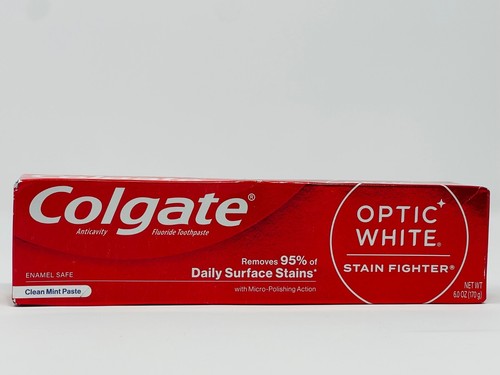 Colgate®
Anticavity Fluoride Toothpaste
ENAMEL SAFE
Clean Mint Paste
Removes 95% of
Daily Surface Stains*
with Micro-Polishing Action
OPTIC
WHITE®
STAIN FIGHTER®
NET WT
6.0 OZ (170 g)